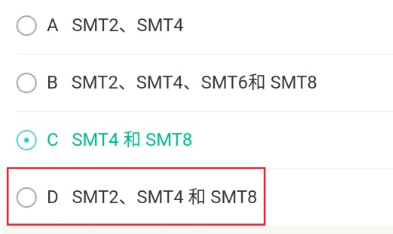 A SMT2、SMT4
B SMT2、SMT4、SMT6和 SMT8
C SMT4 和 SMT8
D SMT2、SMT4 和 SMT8